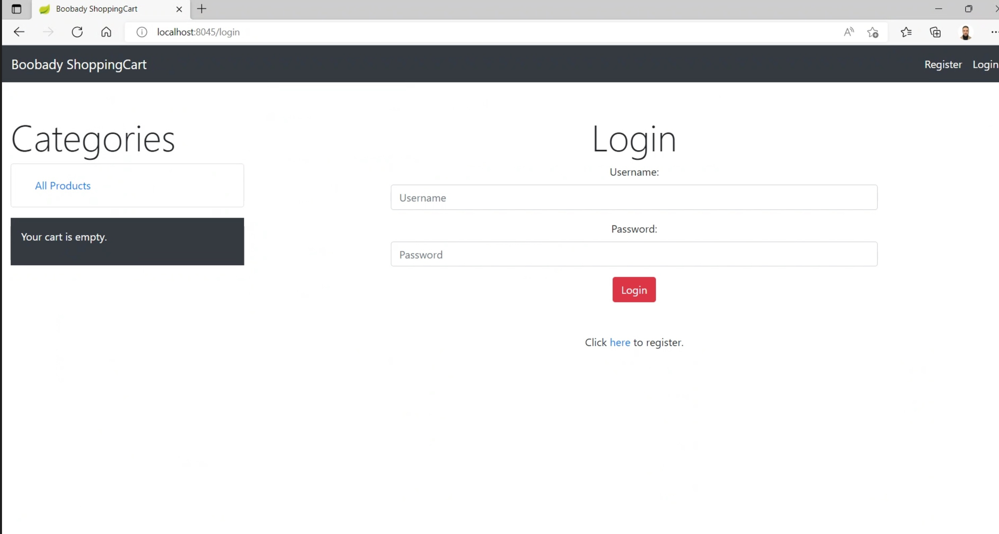 Boobady ShoppingCart
localhost:8045/login
Boobady ShoppingCart
Register Login
Categories
All Products
Your cart is empty.
Login
Username:
Username
Password:
Password
Login
Click here to register.